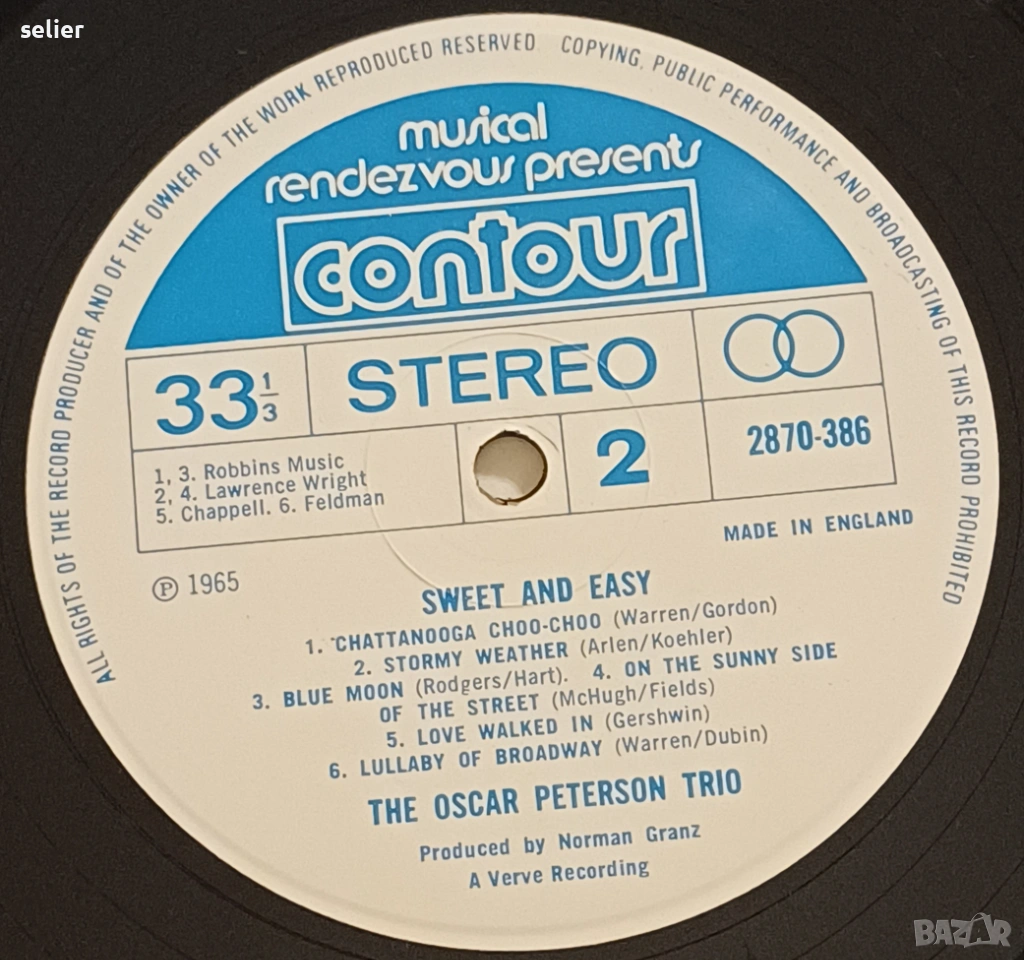 selier
ALL RIGHTS OF THE RECORD PRODUCER AND OF THE OWNER OF THE WORK REPRODUCED RESERVED COPYING, PUBLIC PERFORMANCE AND BROADCASTING OF THIS RECORD PROHIBITED
musical
rendezvous presents
contour
33 1/3 STEREO
1, 3. Robbins Music
2, 4. Lawrence Wright
5. Chappell. 6. Feldman
2
2870-386
MADE IN ENGLAND
℗ 1965
SWEET AND EASY
1. CHATTANOOGA CHOO-CHOO (Warren/Gordon)
2. STORMY WEATHER (Arlen/Koehler)
3. BLUE MOON (Rodgers/Hart). 4. ON THE SUNNY SIDE
OF THE STREET (McHugh/Fields)
5. LOVE WALKED IN (Gershwin)
6. LULLABY OF BROADWAY (Warren/Dubin)
THE OSCAR PETERSON TRIO
Produced by Norman Granz
A Verve Recording
BAZAR